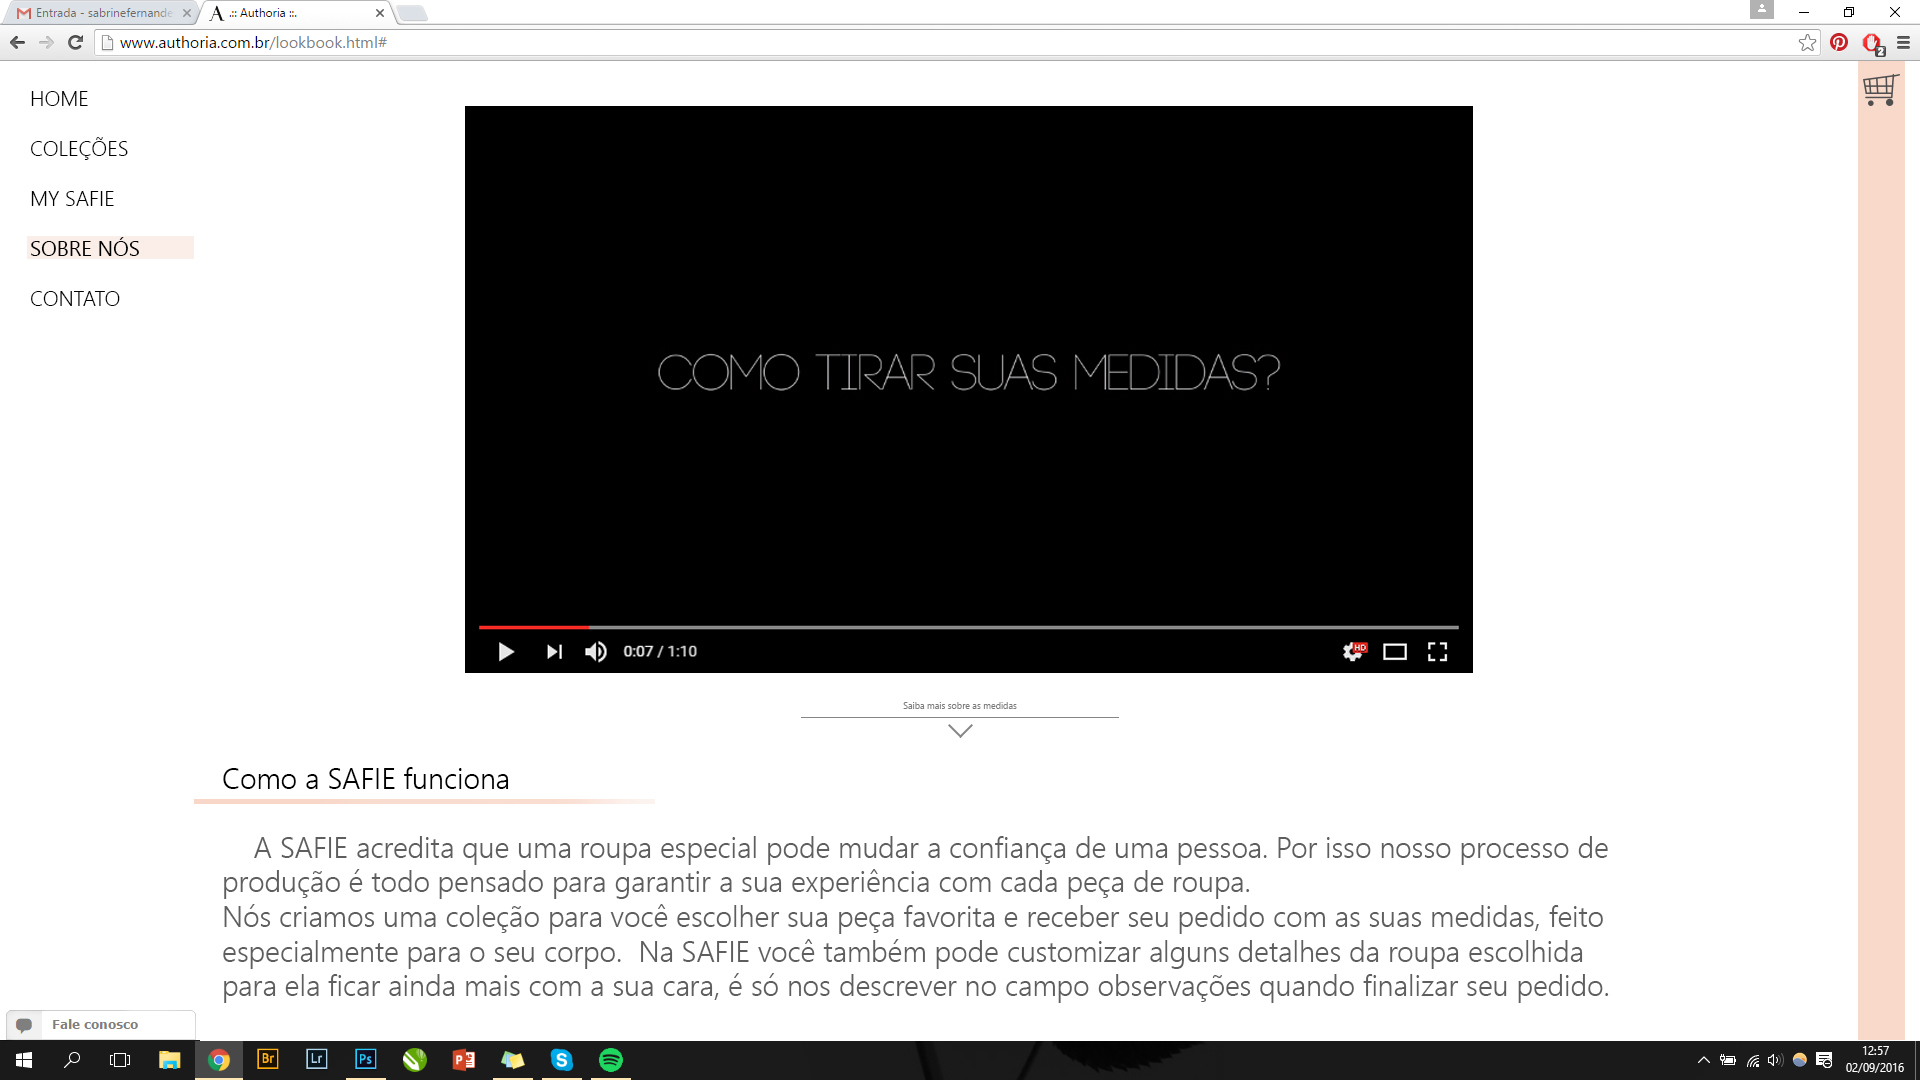 Entrada - sabrinefernande
A .:: Authoria ::.
www.authoria.com.br/lookbook.html#
2
HOME
COLEÇÕES
MY SAFIE
SOBRE NÓS
CONTATO
COMO TIRAR SUAS MEDIDAS?
0:07 / 1:10
HD
Saiba mais sobre as medidas
Como a SAFIE funciona
A SAFIE acredita que uma roupa especial pode mudar a confiança de uma pessoa. Por isso nosso processo de
produção é todo pensado para garantir a sua experiência com cada peça de roupa.
Nós criamos uma coleção para você escolher sua peça favorita e receber seu pedido com as suas medidas, feito
especialmente para o seu corpo.  Na SAFIE você também pode customizar alguns detalhes da roupa escolhida
para ela ficar ainda mais com a sua cara, é só nos descrever no campo observações quando finalizar seu pedido.
Fale conosco
Br
Lr
Ps
12:57
02/09/2016